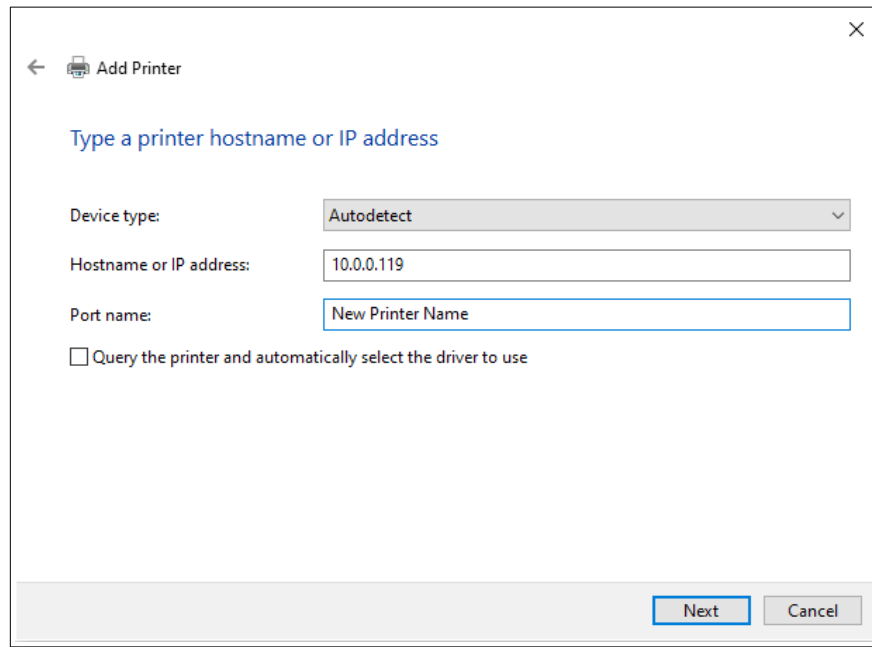 Add Printer
Type a printer hostname or IP address
Device type: Autodetect
Hostname or IP address: 10.0.0.119
Port name: New Printer Name
Query the printer and automatically select the driver to use
Next Cancel